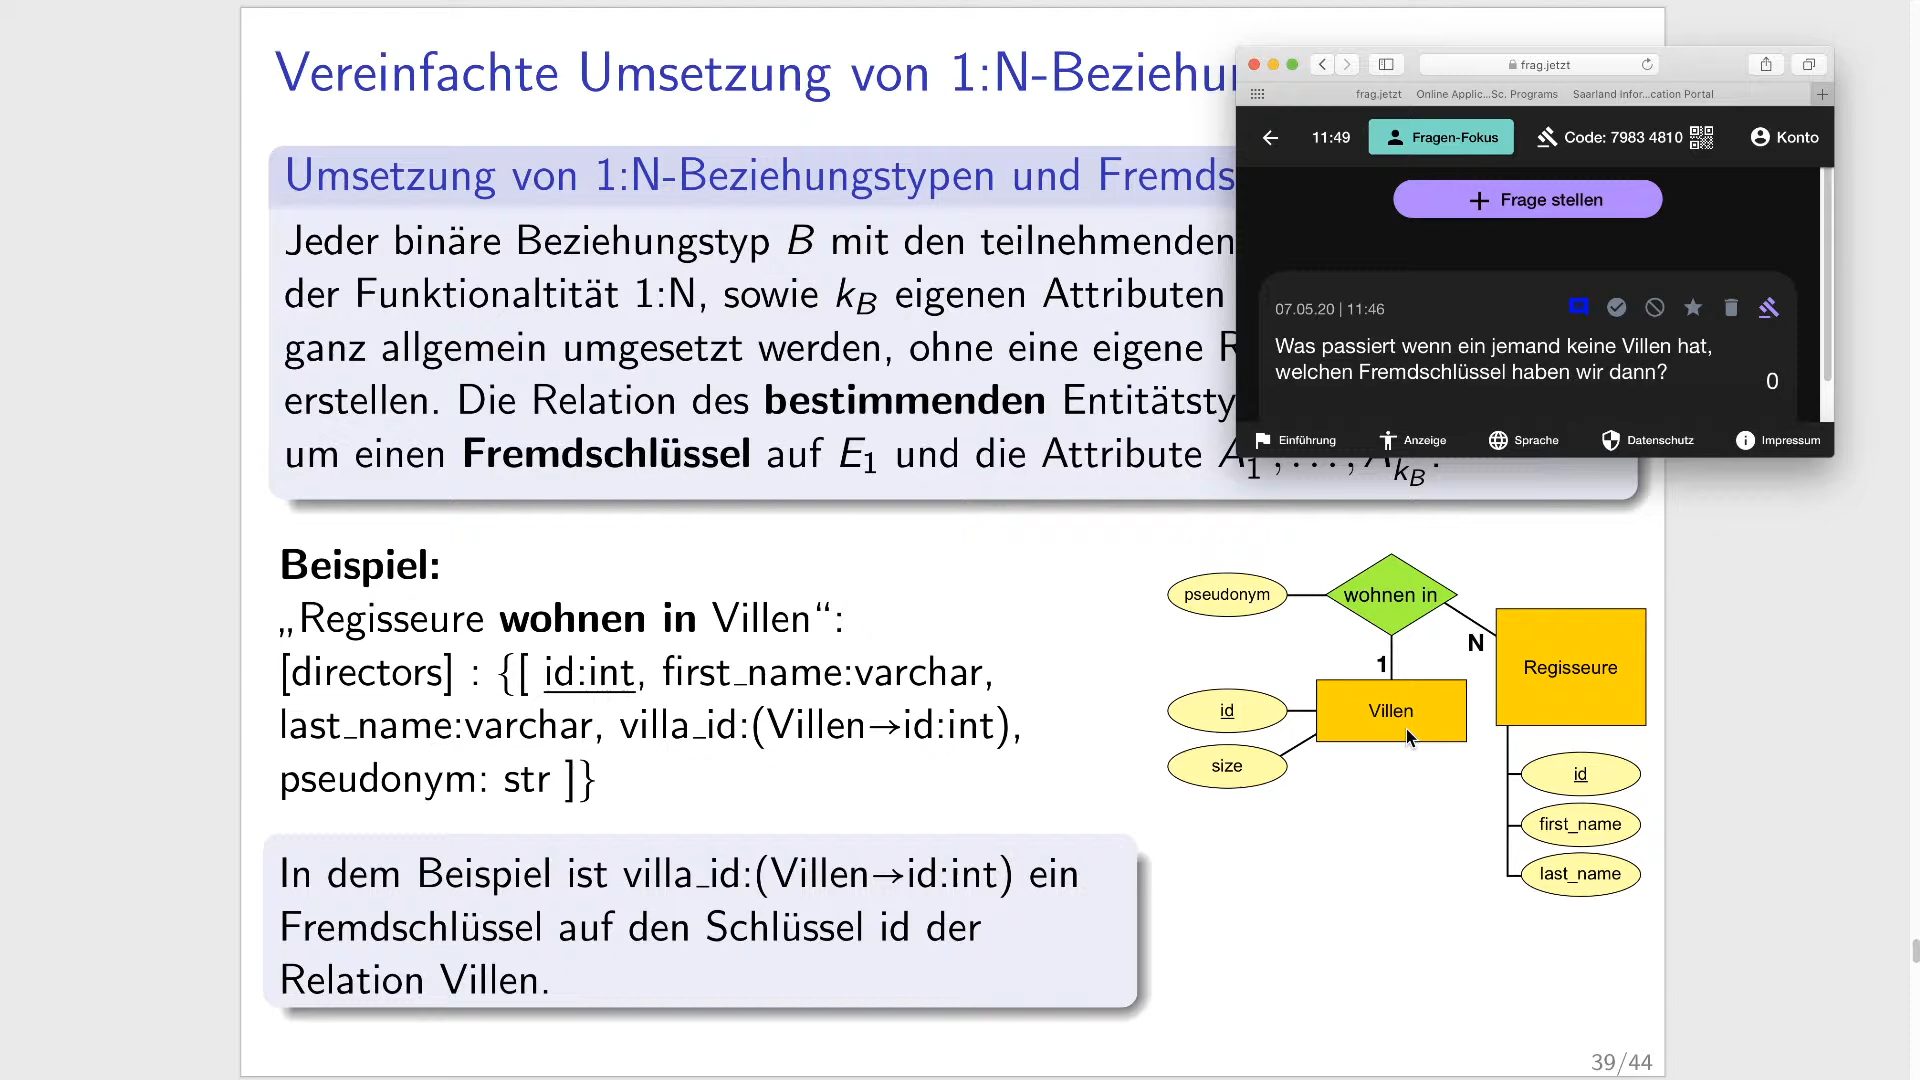 Vereinfachte Umsetzung von 1:N-Beziehu
Umsetzung von 1:N-Beziehungstypen und Fremds
Jeder binäre Beziehungstyp B mit den teilnehmenden
der Funktionaltität 1:N, sowie k_B eigenen Attributen
ganz allgemein umgesetzt werden, ohne eine eigene R
erstellen. Die Relation des bestimmenden Entitätsty
um einen Fremdschlüssel auf E_1 und die Attribute
frag.jetzt
frag.jetzt Online Applic...Sc. Programs Saarland Infor...cation Portal
11:49 Fragen-Fokus Code: 7983 4810 Konto
+ Frage stellen
07.05.20 | 11:46
Was passiert wenn ein jemand keine Villen hat,
welchen Fremdschlüssel haben wir dann?
0
Einführung Anzeige Sprache Datenschutz Impressum
Beispiel:
„Regisseure wohnen in Villen“:
[directors] : {[ id:int, first_name:varchar,
last_name:varchar, villa_id:(Villen→id:int),
pseudonym: str ]}
In dem Beispiel ist villa_id:(Villen→id:int) ein
Fremdschlüssel auf den Schlüssel id der
Relation Villen.
pseudonym
wohnen in
N
1
Regisseure
Villen
id
size
id
first_name
last_name
39/44